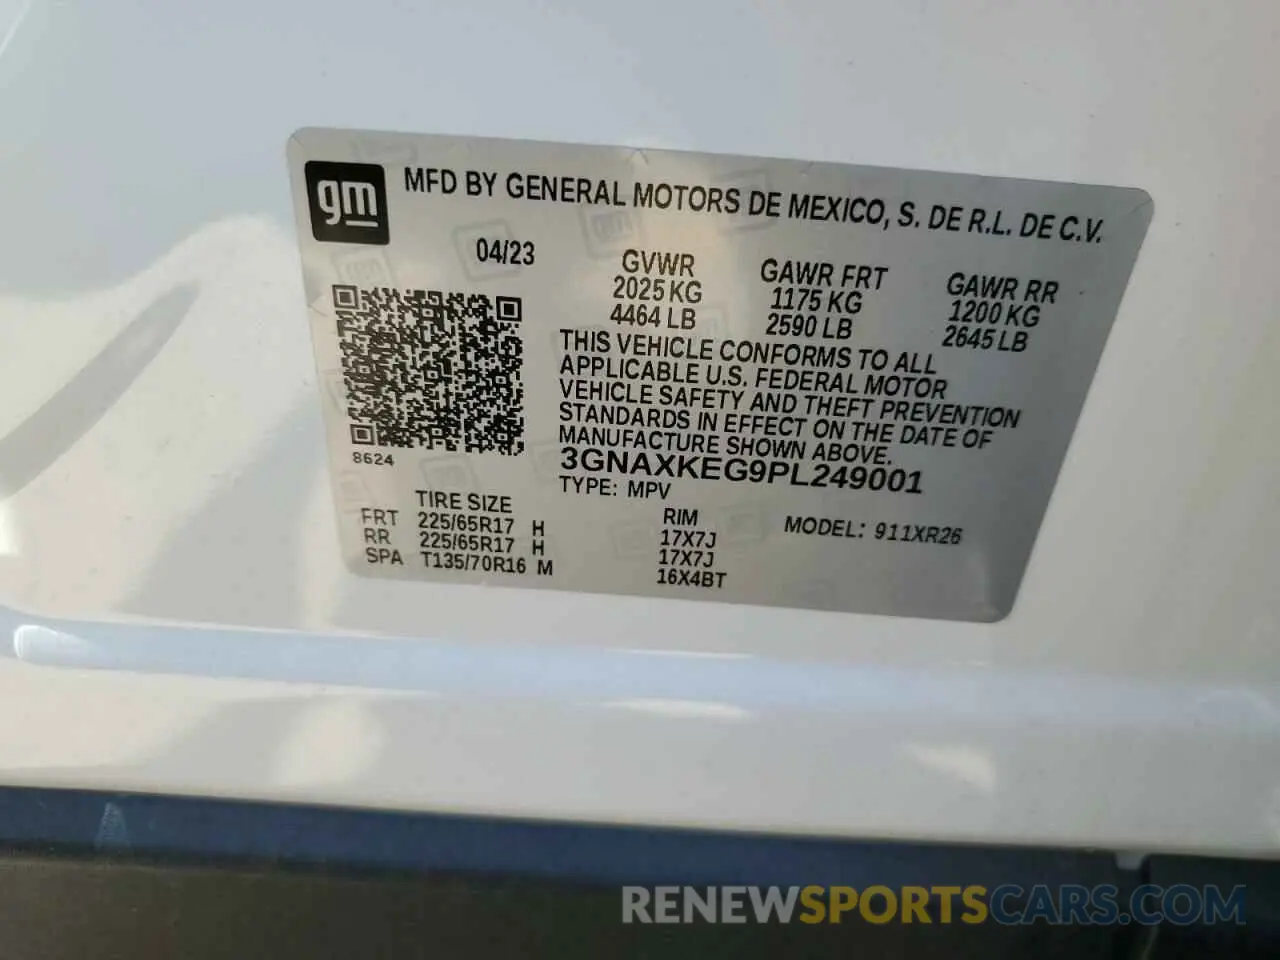 gm
MFD BY GENERAL MOTORS DE MEXICO, S. DE R.L. DE C.V.
04/23
GVWR GAWR FRT GAWR RR
2025 KG 1175 KG 1200 KG
4464 LB 2590 LB 2645 LB
THIS VEHICLE CONFORMS TO ALL
APPLICABLE U.S. FEDERAL MOTOR
VEHICLE SAFETY AND THEFT PREVENTION
STANDARDS IN EFFECT ON THE DATE OF
MANUFACTURE SHOWN ABOVE.
8624
3GNAXKEG9PL249001
TYPE: MPV
TIRE SIZE RIM MODEL: 911XR26
FRT 225/65R17 H 17X7J
RR 225/65R17 H 17X7J
SPA T135/70R16 M 16X4BT
RENEWSPORTSCARS.COM